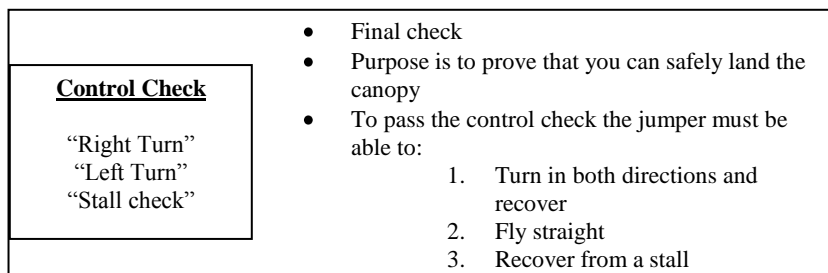 Control Check
“Right Turn”
“Left Turn”
“Stall check”
• Final check
• Purpose is to prove that you can safely land the
canopy
• To pass the control check the jumper must be
able to:
1. Turn in both directions and
recover
2. Fly straight
3. Recover from a stall